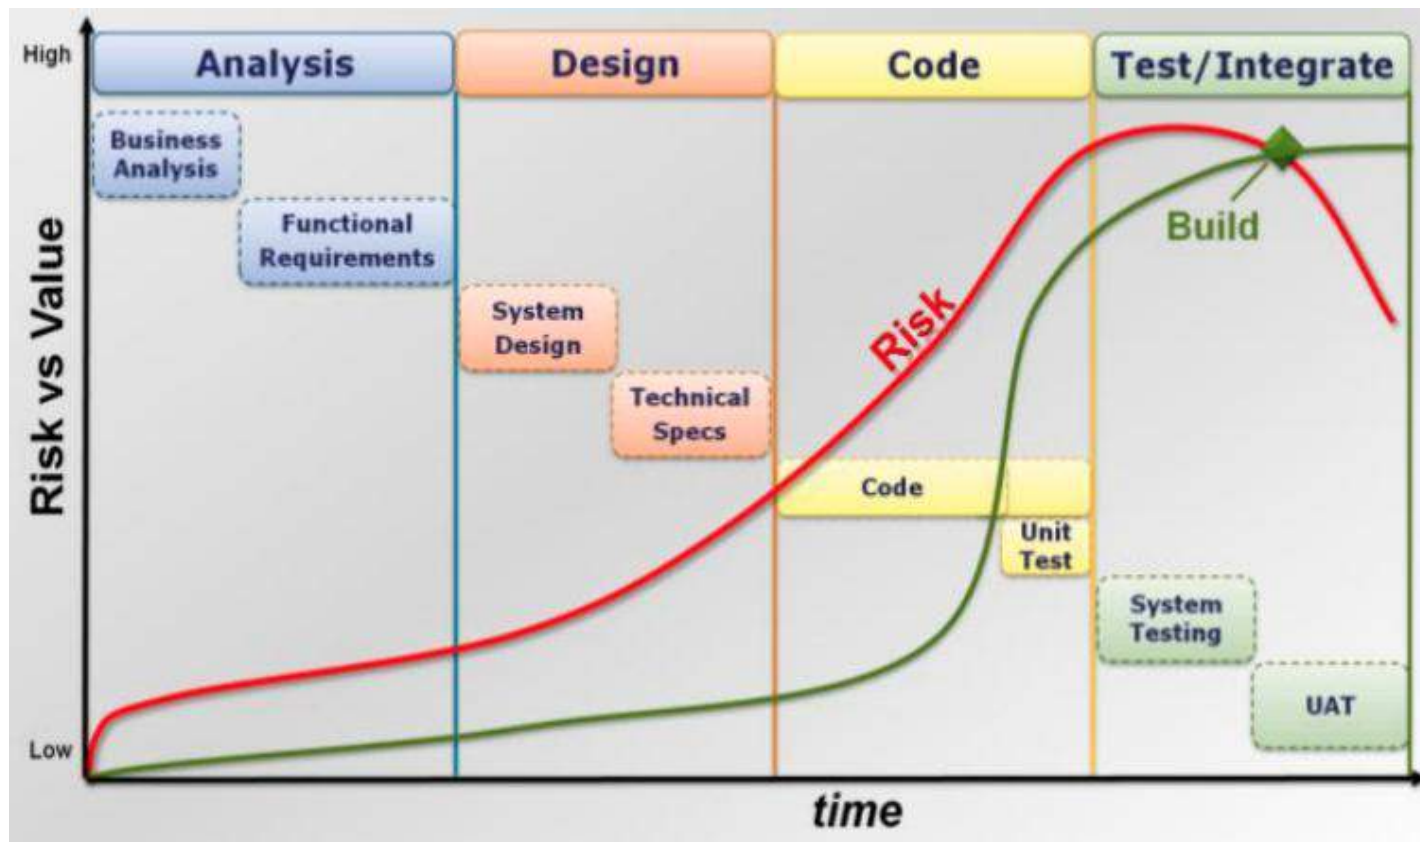 High
Analysis
Design
Code
Test/Integrate
Business
Analysis
Functional
Requirements
System
Design
Technical
Specs
Risk
Build
Code
Unit
Test
System
Testing
UAT
Risk vs Value
Low
time